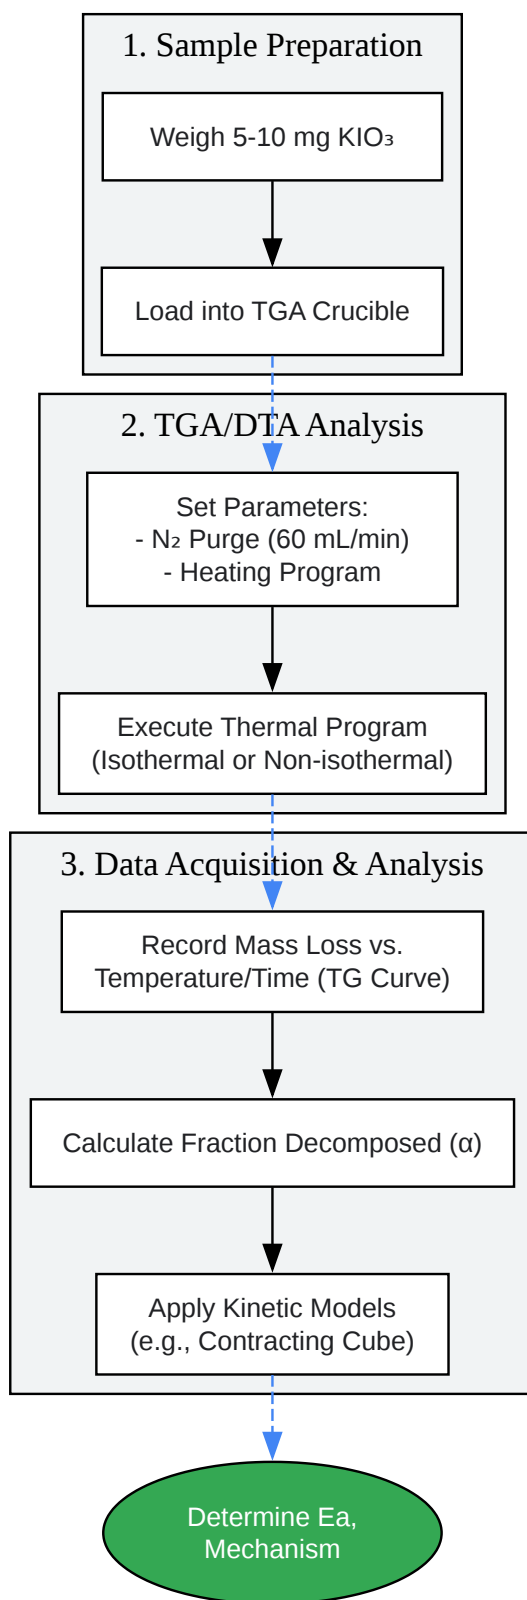 1. Sample Preparation
Weigh 5-10 mg KIO₃
Load into TGA Crucible
2. TGA/DTA Analysis
Set Parameters:
- N₂ Purge (60 mL/min)
- Heating Program
Execute Thermal Program
(Isothermal or Non-isothermal)
3. Data Acquisition & Analysis
Record Mass Loss vs.
Temperature/Time (TG Curve)
Calculate Fraction Decomposed (α)
Apply Kinetic Models
(e.g., Contracting Cube)
Determine Ea,
Mechanism